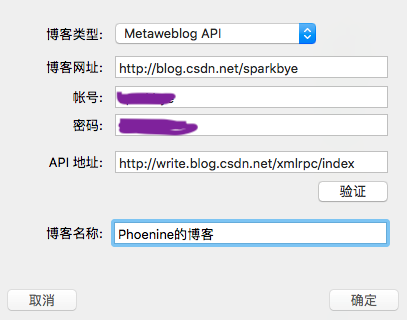 博客类型: Metaweblog API
博客网址: http://blog.csdn.net/sparkbye
帐号:
密码:
API 地址: http://write.blog.csdn.net/xmlrpc/index
验证
博客名称: Phoenine的博客
取消 确定